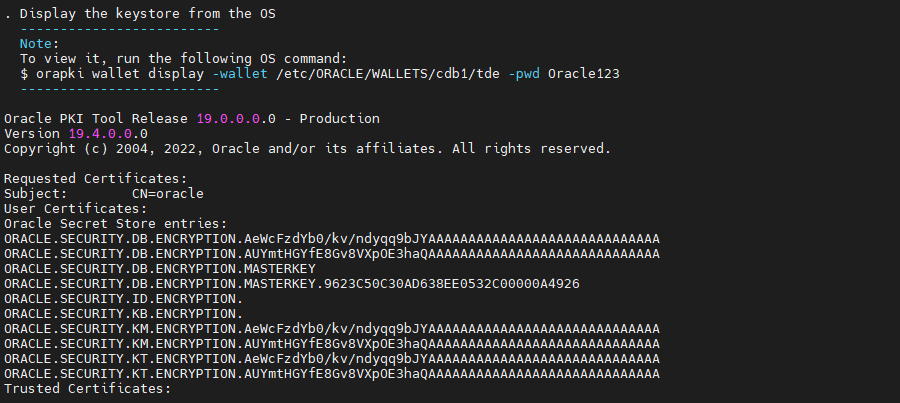 . Display the keystore from the OS
-------------------------
Note:
To view it, run the following OS command:
$ orapki wallet display -wallet /etc/ORACLE/WALLETS/cdb1/tde -pwd Oracle123
-------------------------
Oracle PKI Tool Release 19.0.0.0.0 - Production
Version 19.4.0.0.0
Copyright (c) 2004, 2022, Oracle and/or its affiliates. All rights reserved.
Requested Certificates:
Subject:        CN=oracle
User Certificates:
Oracle Secret Store entries:
ORACLE.SECURITY.DB.ENCRYPTION.AeWcFzdYb0/kv/ndyqq9bJYAAAAAAAAAAAAAAAAAAAAAAAAAAAAA
ORACLE.SECURITY.DB.ENCRYPTION.AUYmtHGYfE8Gv8VXpOE3haQAAAAAAAAAAAAAAAAAAAAAAAAAAAAA
ORACLE.SECURITY.DB.ENCRYPTION.MASTERKEY
ORACLE.SECURITY.DB.ENCRYPTION.MASTERKEY.9623C50C30AD638EE0532C00000A4926
ORACLE.SECURITY.ID.ENCRYPTION.
ORACLE.SECURITY.KB.ENCRYPTION.
ORACLE.SECURITY.KM.ENCRYPTION.AeWcFzdYb0/kv/ndyqq9bJYAAAAAAAAAAAAAAAAAAAAAAAAAAAAA
ORACLE.SECURITY.KM.ENCRYPTION.AUYmtHGYfE8Gv8VXpOE3haQAAAAAAAAAAAAAAAAAAAAAAAAAAAAA
ORACLE.SECURITY.KT.ENCRYPTION.AeWcFzdYb0/kv/ndyqq9bJYAAAAAAAAAAAAAAAAAAAAAAAAAAAAA
ORACLE.SECURITY.KT.ENCRYPTION.AUYmtHGYfE8Gv8VXpOE3haQAAAAAAAAAAAAAAAAAAAAAAAAAAAAA
Trusted Certificates: